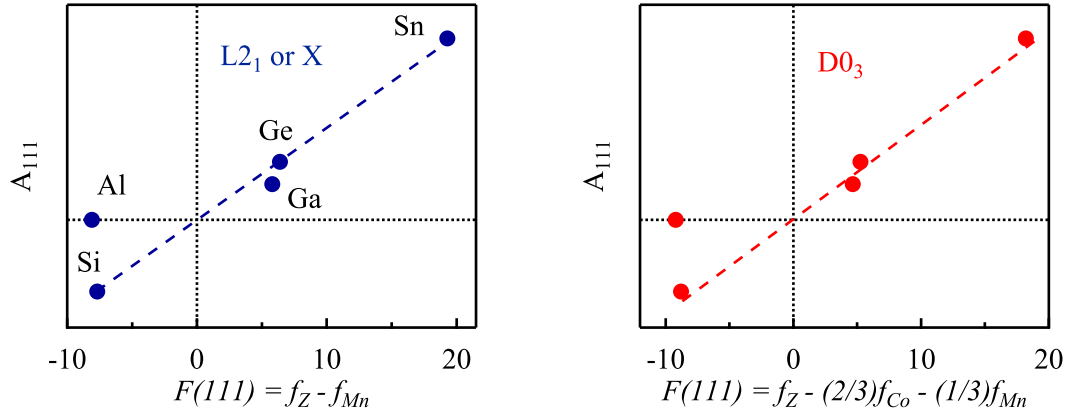 Sn
L2₁ or X
Ge
Ga
Al
Si
A₁₁₁
-10 0 10 20
F(111) = f_Z - f_Mn
D0₃
A₁₁₁
-10 0 10 20
F(111) = f_Z - (2/3)f_Co - (1/3)f_Mn